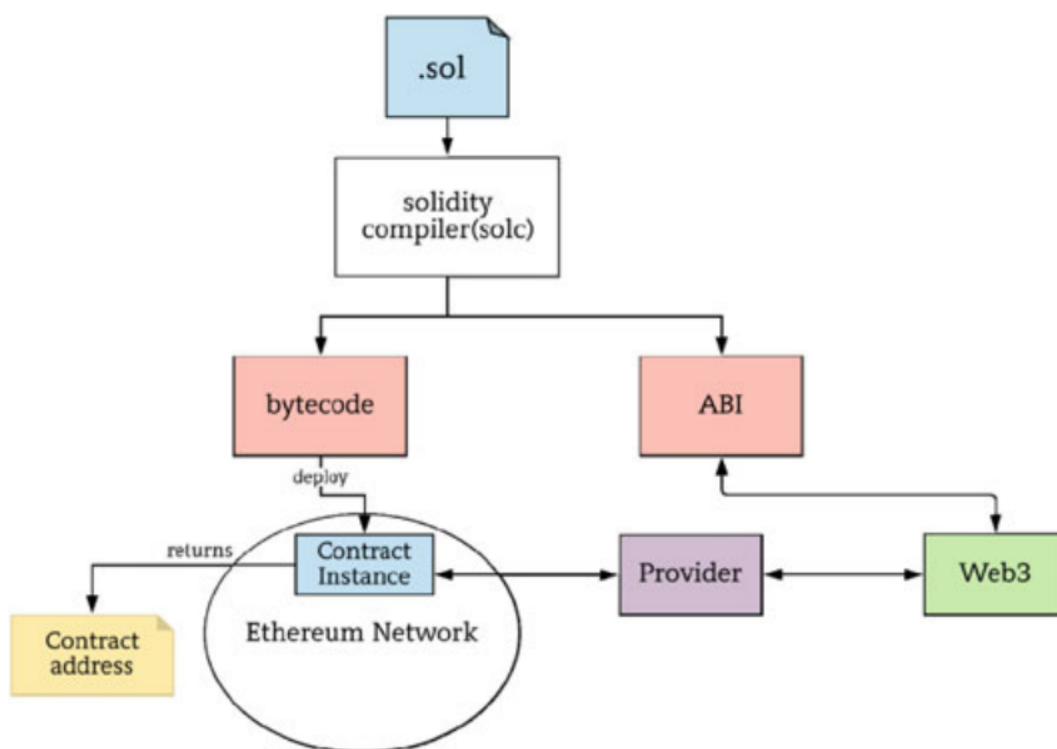 .sol
solidity
compiler(solc)
bytecode
ABI
deploy
returns
Contract
Instance
Provider
Web3
Ethereum Network
Contract
address